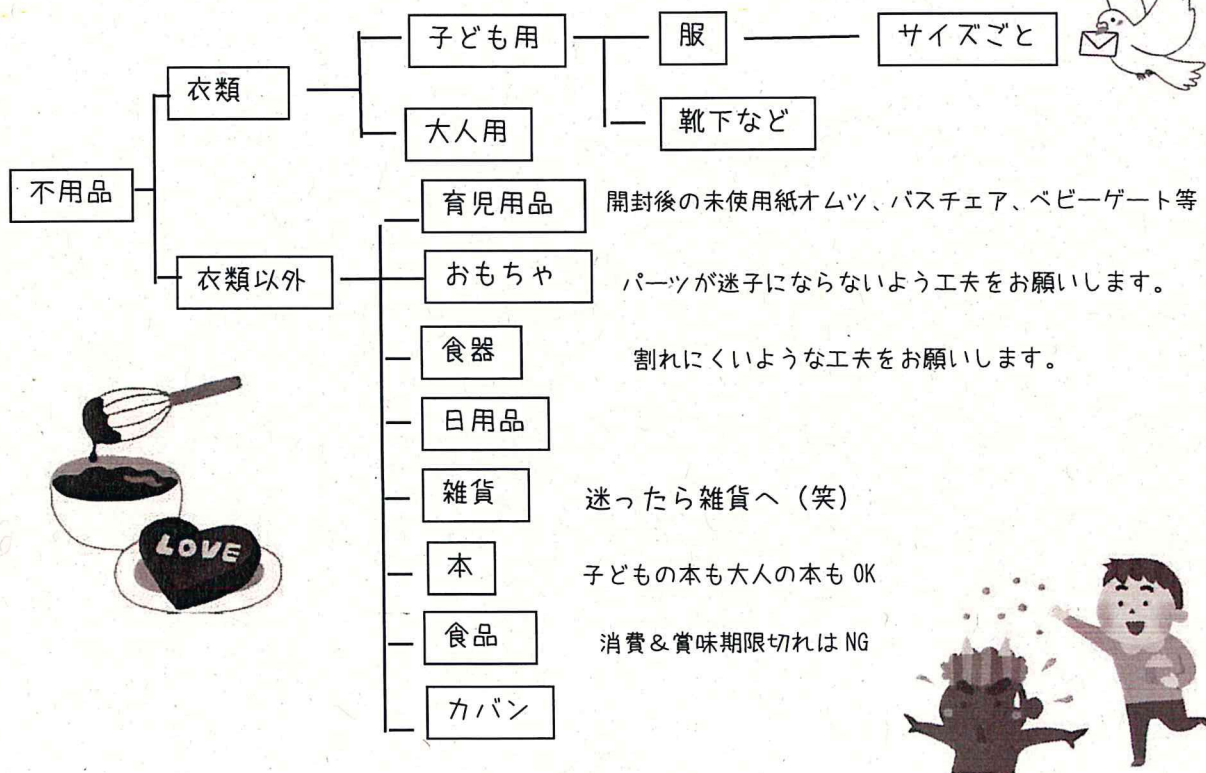 子ども用 服 サイズごと
衣類
大人用 靴下など
不用品
育児用品 開封後の未使用紙オムツ、バスチェア、ベビーゲート等
衣類以外
おもちゃ パーツが迷子にならないよう工夫をお願いします。
食器 割れにくいような工夫をお願いします。
日用品
雑貨 迷ったら雑貨へ（笑）
本 子どもの本も大人の本も OK
食品 消費＆賞味期限切れは NG
カバン
LOVE